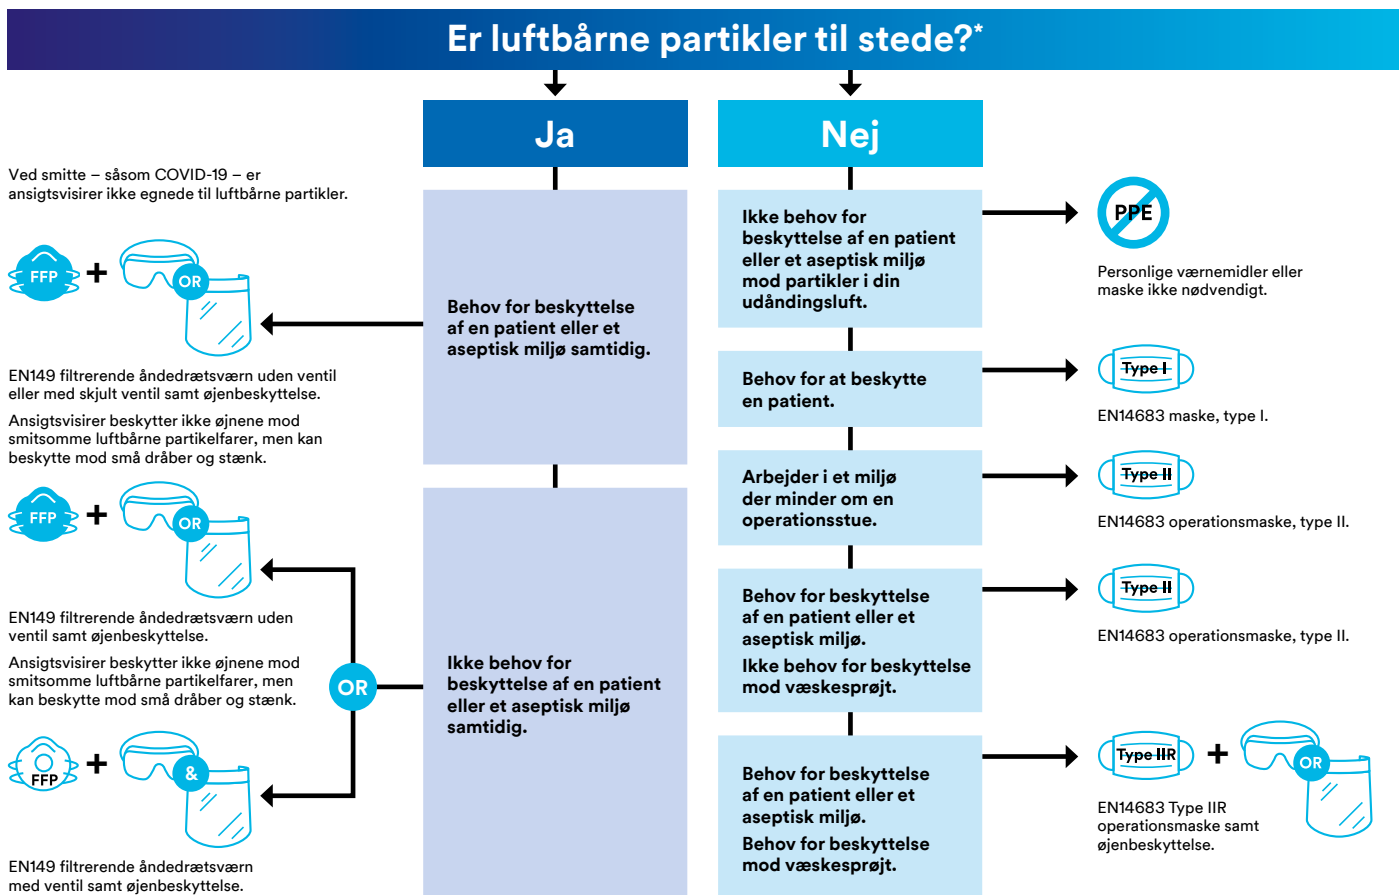 Er luftbårne partikler til stede?*
Ja
Nej
Ved smitte – såsom COVID-19 – er
ansigtsvisirer ikke egnede til luftbårne partikler.
FFP
+
OR
EN149 filtrerende åndedrætsværn uden ventil
eller med skjult ventil samt øjenbeskyttelse.
Ansigtsvisirer beskytter ikke øjnene mod
smitsomme luftbårne partikelfarer, men kan
beskytte mod små dråber og stænk.
Behov for beskyttelse
af en patient eller et
aseptisk miljø samtidig.
FFP
+
OR
EN149 filtrerende åndedrætsværn uden
ventil samt øjenbeskyttelse.
Ansigtsvisirer beskytter ikke øjnene mod
smitsomme luftbårne partikelfarer, men
kan beskytte mod små dråber og stænk.
OR
Ikke behov for
beskyttelse af en patient
eller et aseptisk miljø
samtidig.
FFP
+
&
EN149 filtrerende åndedrætsværn
med ventil samt øjenbeskyttelse.
Ikke behov for
beskyttelse af en patient
eller et aseptisk miljø
mod partikler i din
udåndingsluft.
PPE
Personlige værnemidler eller
maske ikke nødvendigt.
Behov for at beskytte
en patient.
Type I
EN14683 maske, type I.
Arbejder i et miljø
der minder om en
operationsstue.
Type II
EN14683 operationsmaske, type II.
Behov for beskyttelse
af en patient eller et
aseptisk miljø.
Ikke behov for beskyttelse
mod væskesprøjt.
Type II
EN14683 operationsmaske, type II.
Behov for beskyttelse
af en patient eller et
aseptisk miljø.
Behov for beskyttelse
mod væskesprøjt.
Type IIR
+
OR
EN14683 Type IIR
operationsmaske samt
øjenbeskyttelse.